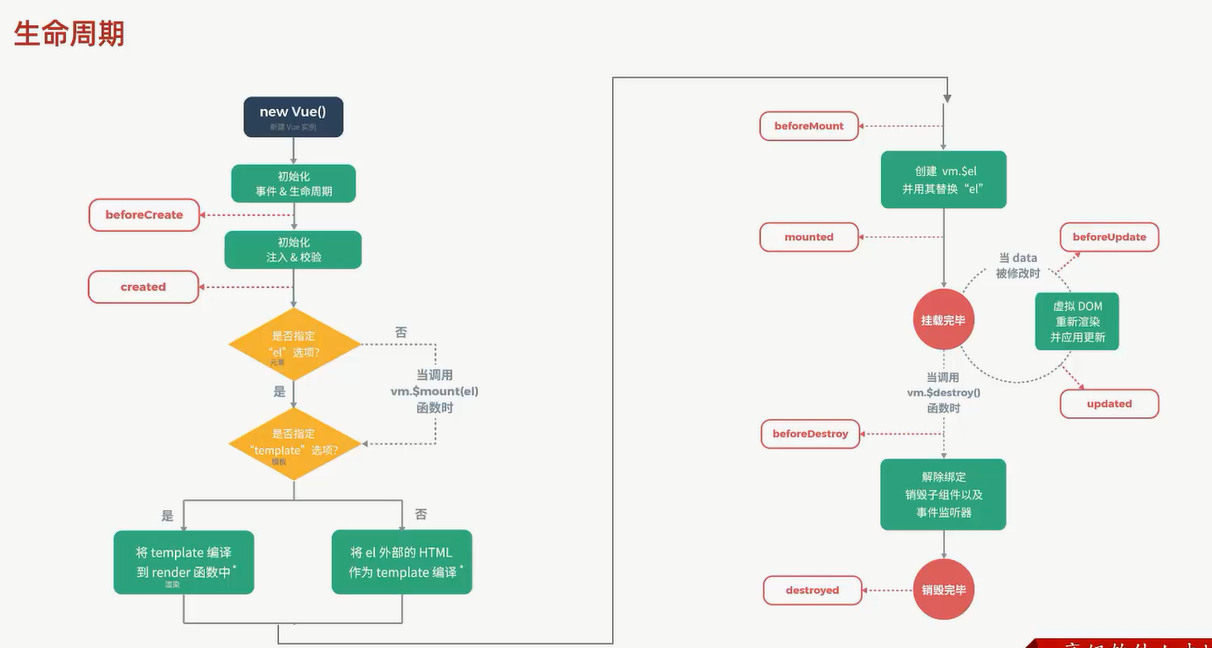 生命周期
new Vue()
新建 Vue 实例
初始化
事件 & 生命周期
beforeCreate
初始化
注入 & 校验
created
是否指定
“el” 选项?
元素
否
当调用
vm.$mount(el)
函数时
是
是否指定
“template” 选项?
模板
是
否
将 template 编译
到 render 函数中*
渲染
将 el 外部的 HTML
作为 template 编译*
beforeMount
创建 vm.$el
并用其替换 “el”
mounted
beforeUpdate
当 data
被修改时
挂载完毕
虚拟 DOM
重新渲染
并应用更新
updated
当调用
vm.$destroy()
函数时
beforeDestroy
解除绑定
销毁子组件以及
事件监听器
destroyed
销毁完毕